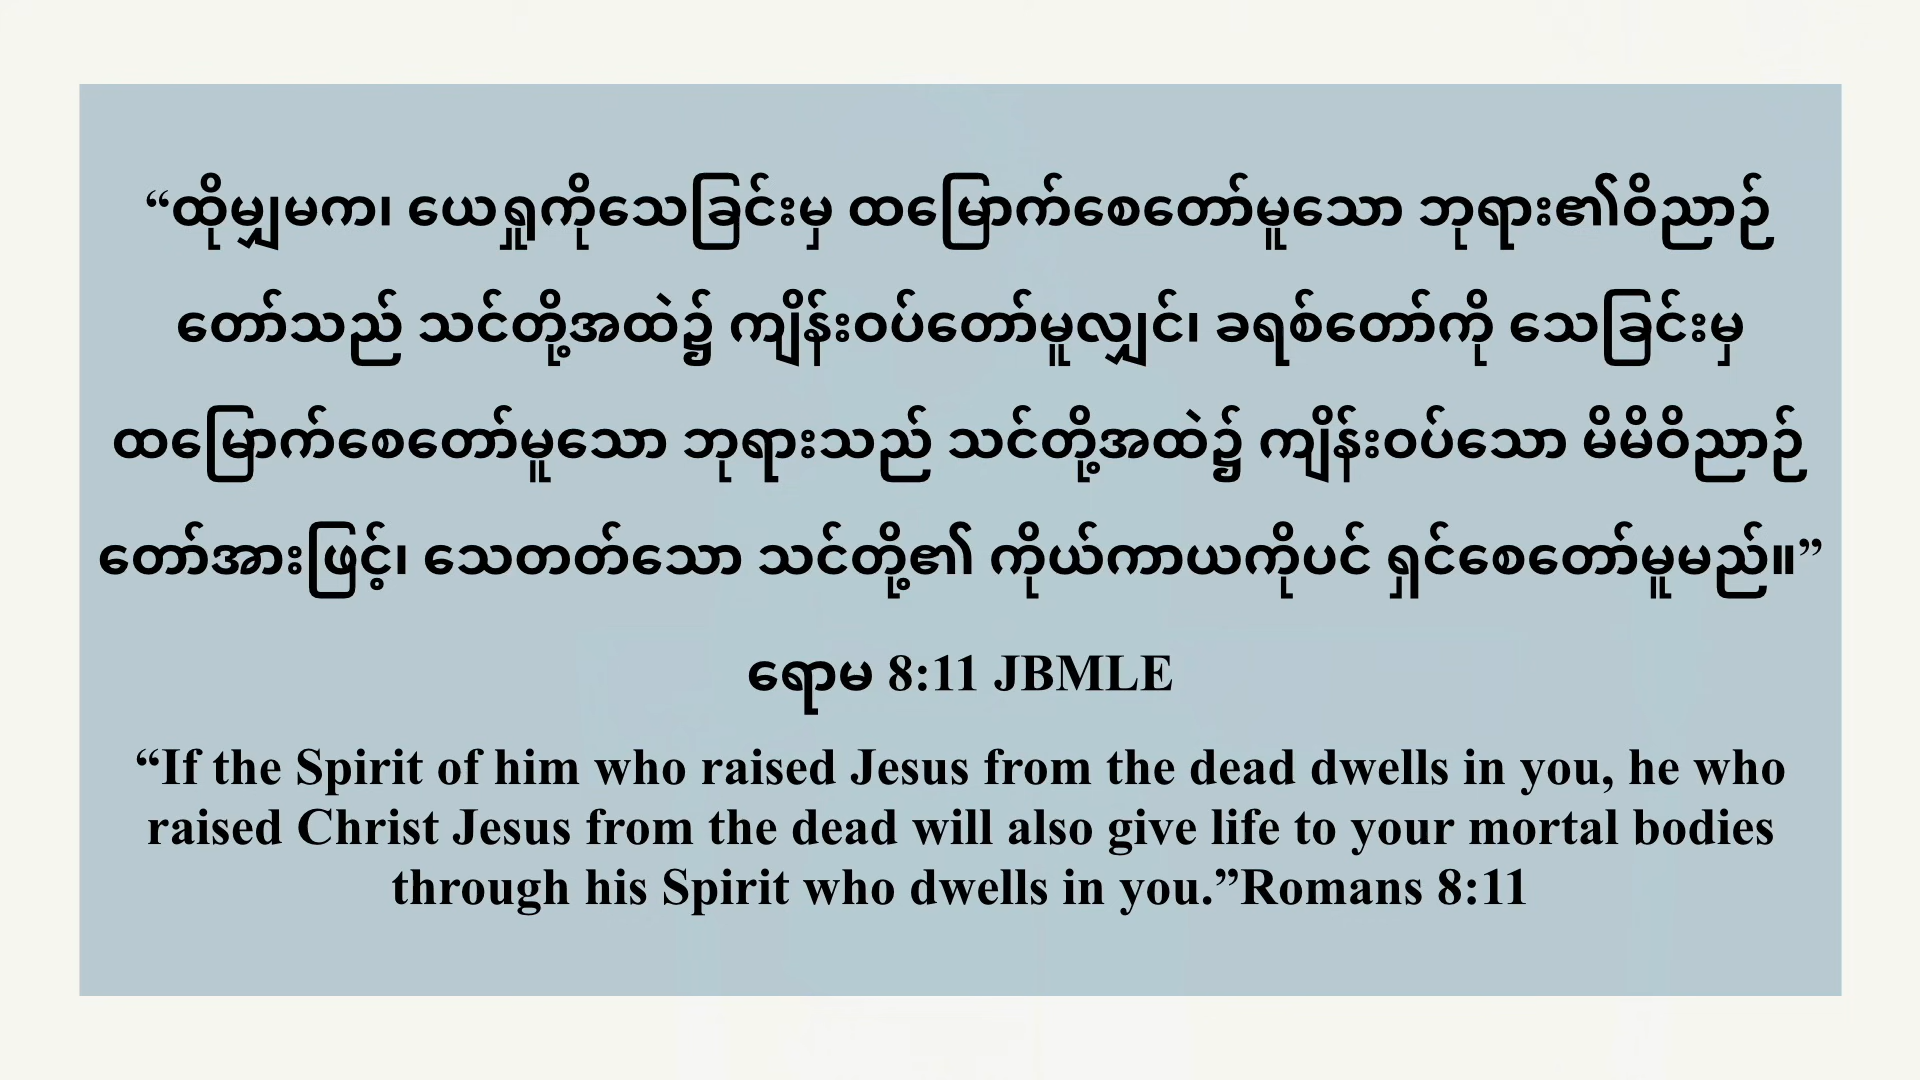 “ထိုမျှမက၊ ယေရှုကိုသေခြင်းမှ ထမြောက်စေတော်မူသော ဘုရား၏ဝိညာဉ်
တော်သည် သင်တို့အထဲ၌ ကျိန်းဝပ်တော်မူလျှင်၊ ခရစ်တော်ကို သေခြင်းမှ
ထမြောက်စေတော်မူသော ဘုရားသည် သင်တို့အထဲ၌ ကျိန်းဝပ်သော မိမိဝိညာဉ်
တော်အားဖြင့်၊ သေတတ်သော သင်တို့၏ ကိုယ်ကာယကိုပင် ရှင်စေတော်မူမည်။”
ရောမ 8:11 JBMLE
“If the Spirit of him who raised Jesus from the dead dwells in you, he who
raised Christ Jesus from the dead will also give life to your mortal bodies
through his Spirit who dwells in you.”Romans 8:11